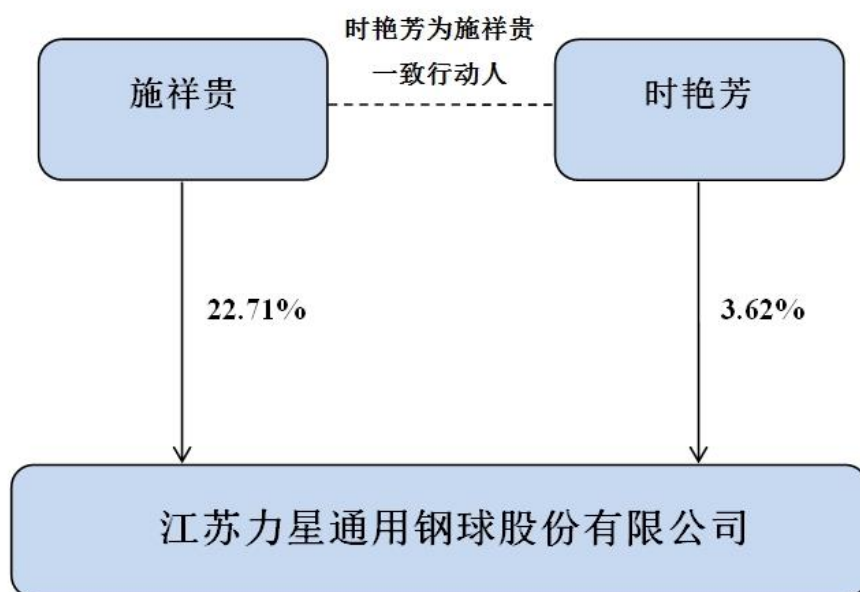 时艳芳为施祥贵
一致行动人
施祥贵
时艳芳
22.71%
3.62%
江苏力星通用钢球股份有限公司